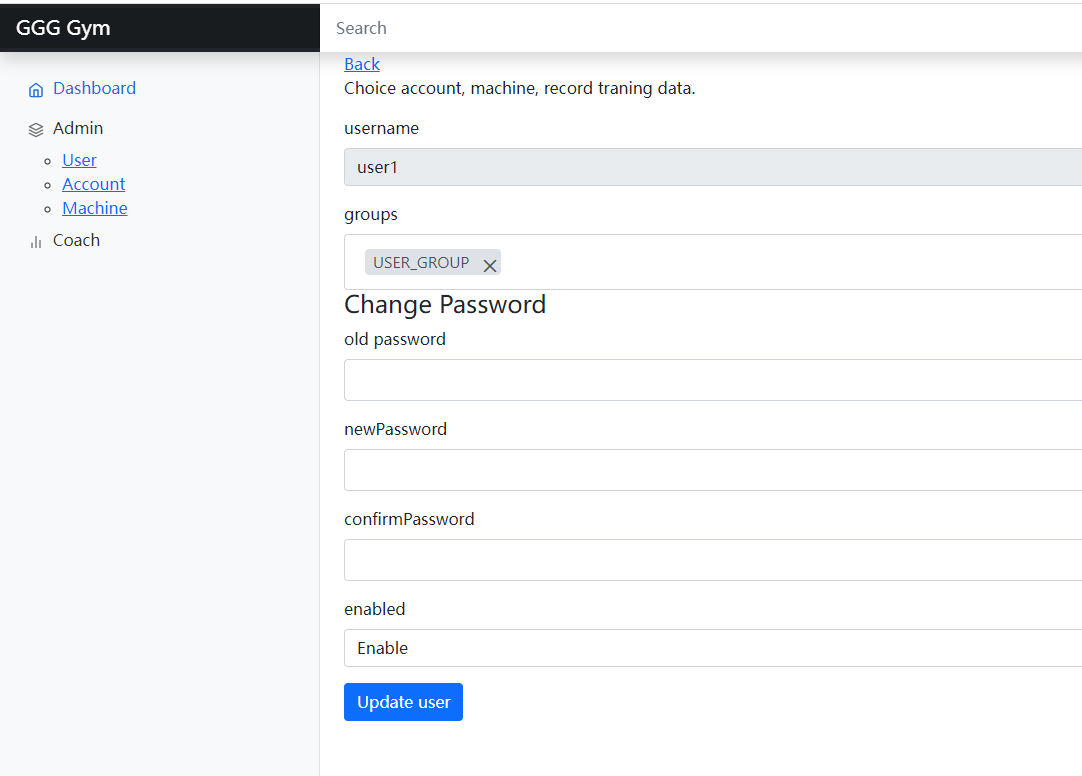 GGG Gym
Search
Dashboard
Admin
User
Account
Machine
Coach
Back
Choice account, machine, record traning data.
username
user1
groups
USER_GROUP
Change Password
old password
newPassword
confirmPassword
enabled
Enable
Update user